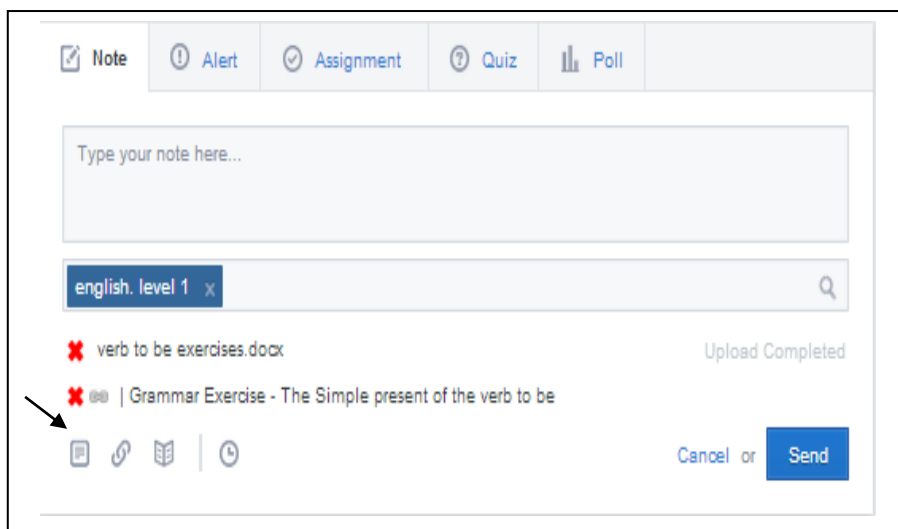 Note Alert Assignment Quiz Poll
Type your note here...
english. level 1 x
verb to be exercises.docx Upload Completed
| Grammar Exercise - The Simple present of the verb to be
Cancel or Send